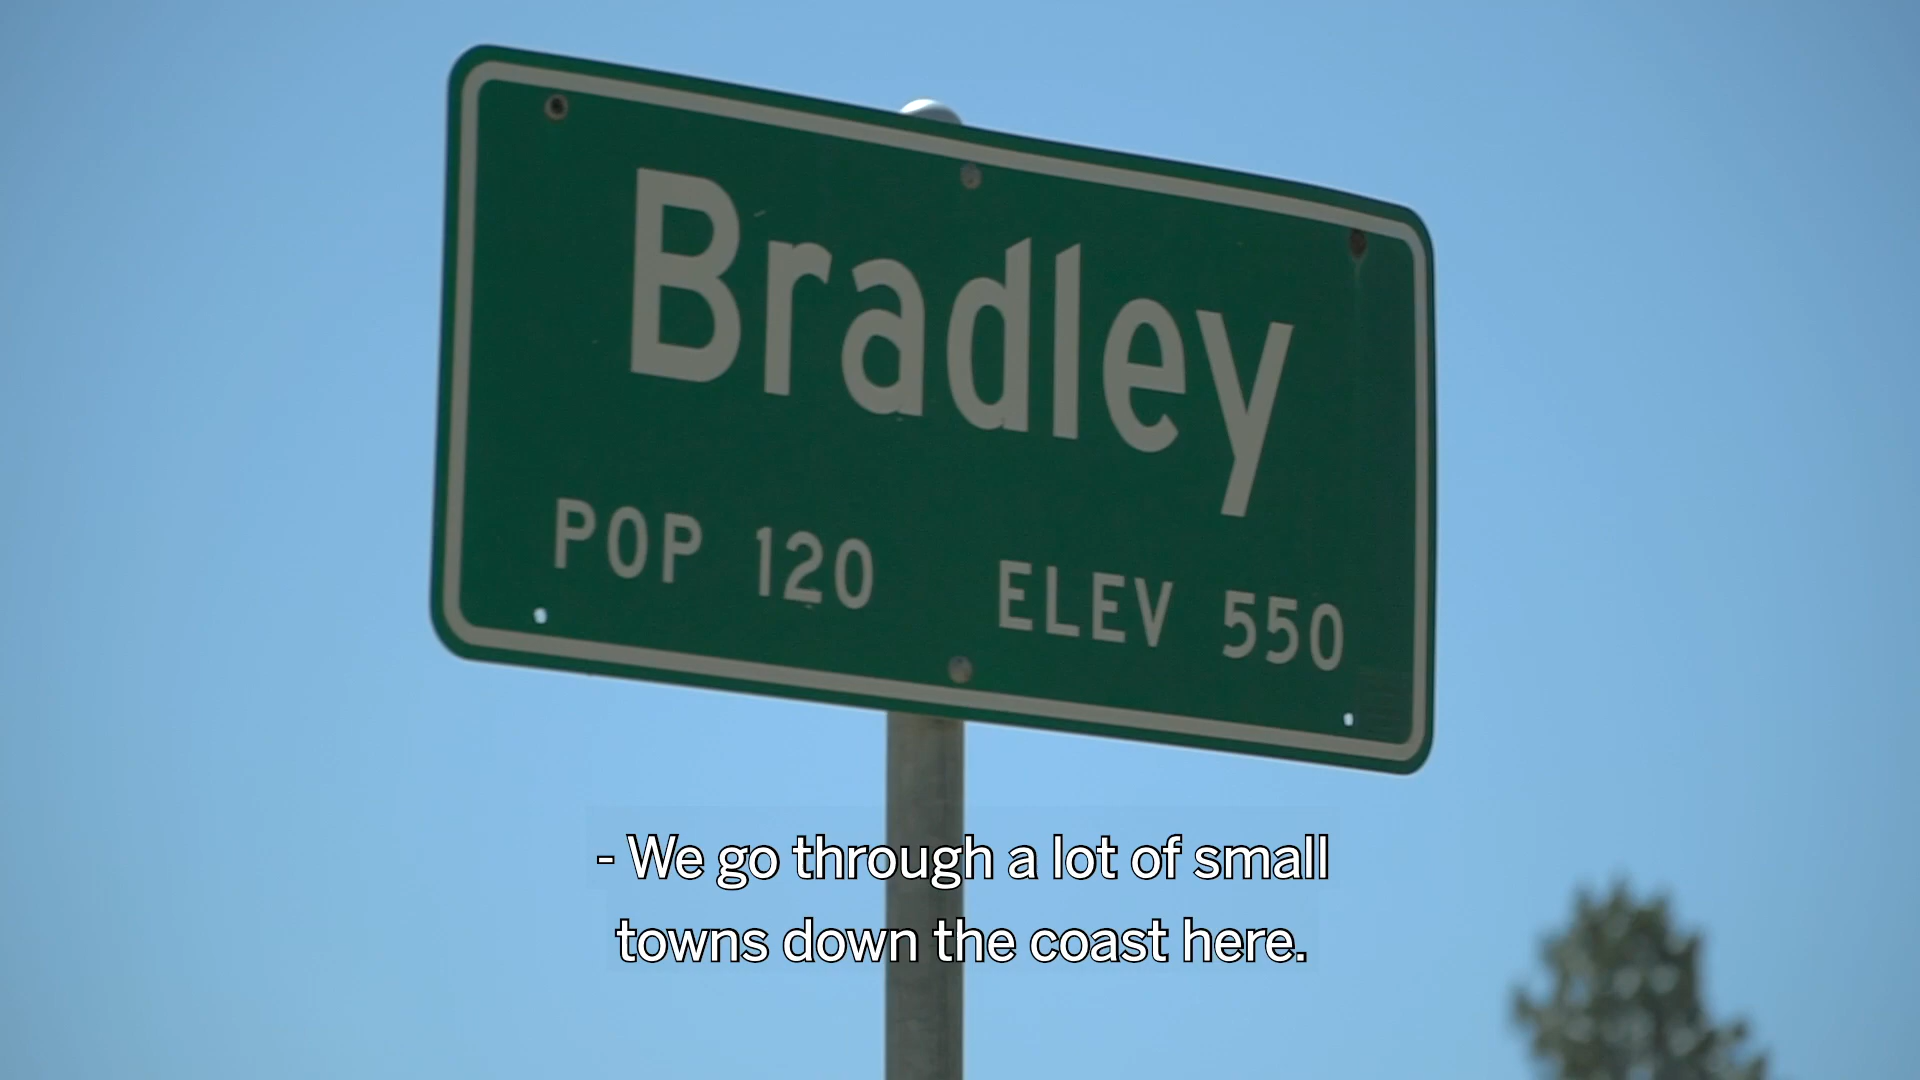 Bradley
POP 120 ELEV 550
- We go through a lot of small
towns down the coast here.